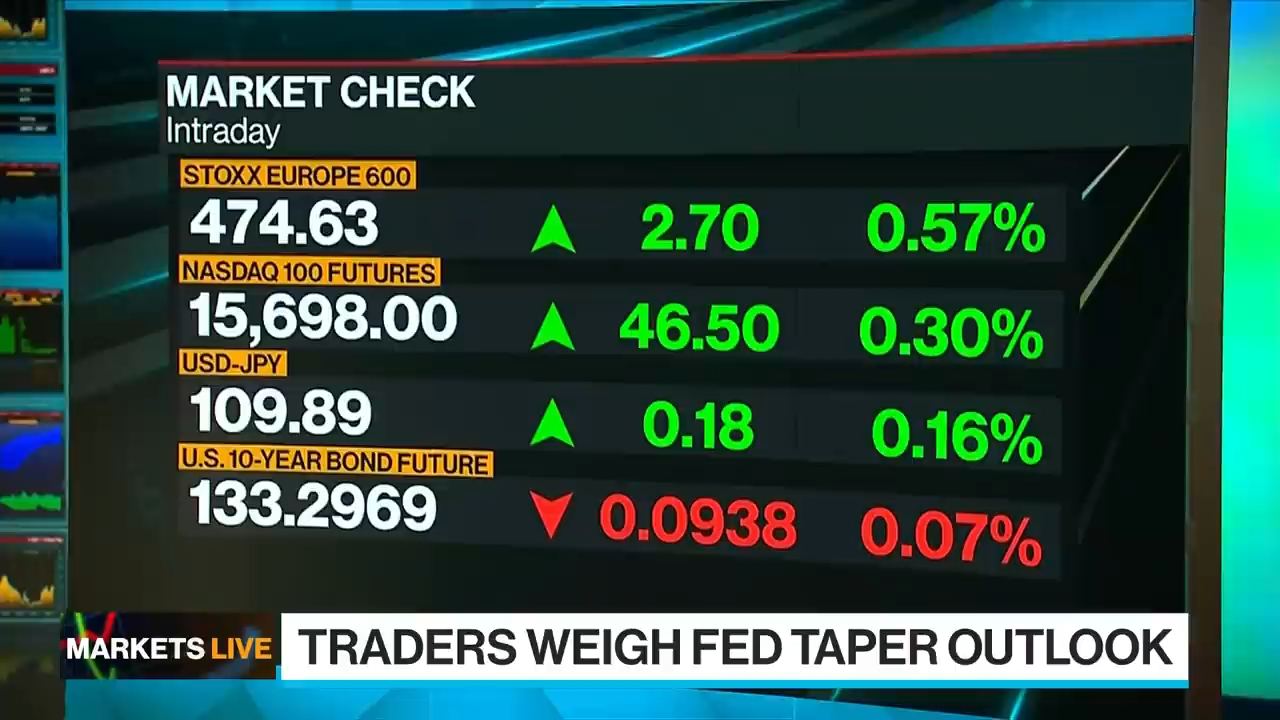 MARKET CHECK
Intraday
STOXX EUROPE 600
474.63 2.70 0.57%
NASDAQ 100 FUTURES
15,698.00 46.50 0.30%
USD-JPY
109.89 0.18 0.16%
U.S. 10-YEAR BOND FUTURE
133.2969 0.0938 0.07%
MARKETS LIVE
TRADERS WEIGH FED TAPER OUTLOOK